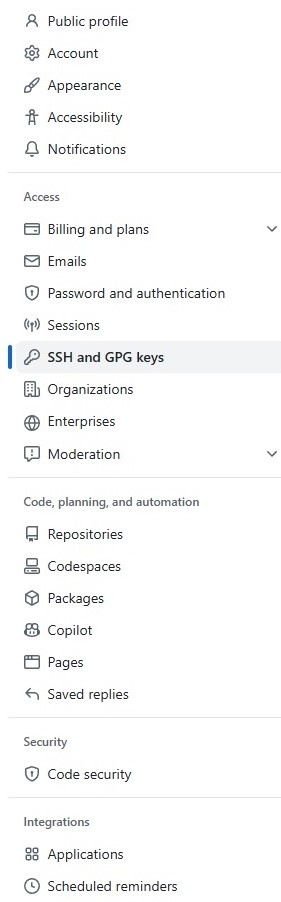 Public profile
Account
Appearance
Accessibility
Notifications
Access
Billing and plans
Emails
Password and authentication
Sessions
SSH and GPG keys
Organizations
Enterprises
Moderation
Code, planning, and automation
Repositories
Codespaces
Packages
Copilot
Pages
Saved replies
Security
Code security
Integrations
Applications
Scheduled reminders